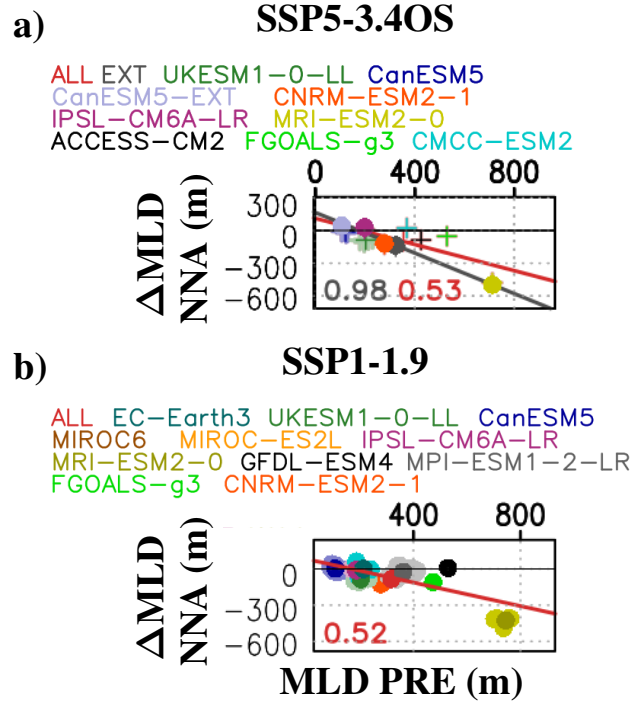 a) SSP5-3.4OS
ALL EXT UKESM1-0-LL CanESM5
CanESM5-EXT CNRM-ESM2-1
IPSL-CM6A-LR MRI-ESM2-0
ACCESS-CM2 FGOALS-g3 CMCC-ESM2
0 400 800
300
0
-300
-600
ΔMLD
NNA (m)
0.98 0.53
b) SSP1-1.9
ALL EC-Earth3 UKESM1-0-LL CanESM5
MIROC6 MIROC-ES2L IPSL-CM6A-LR
MRI-ESM2-0 GFDL-ESM4 MPI-ESM1-2-LR
FGOALS-g3 CNRM-ESM2-1
400 800
0
-300
-600
ΔMLD
NNA (m)
0.52
MLD PRE (m)